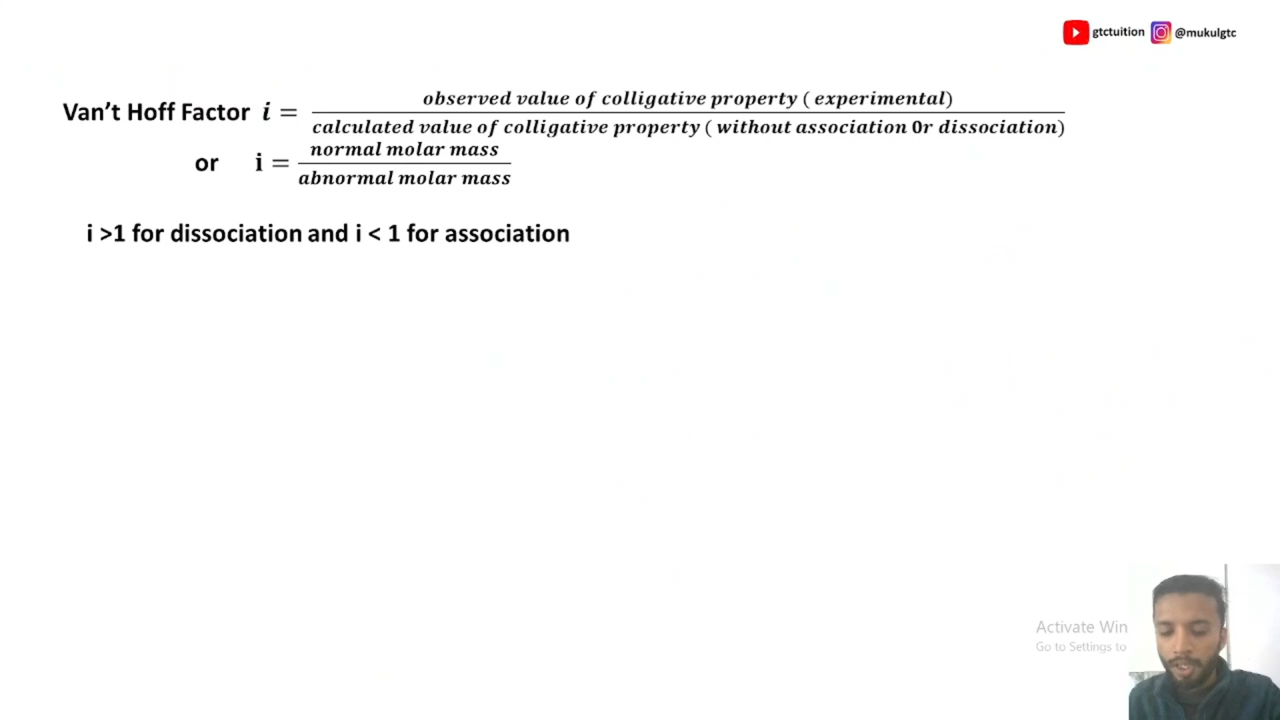 gtctuition @mukulgtc
Van't Hoff Factor i = observed value of colligative property ( experimental) / calculated value of colligative property ( without association 0r dissociation)
or i = normal molar mass / abnormal molar mass
i >1 for dissociation and i < 1 for association
Activate Win
Go to Settings to